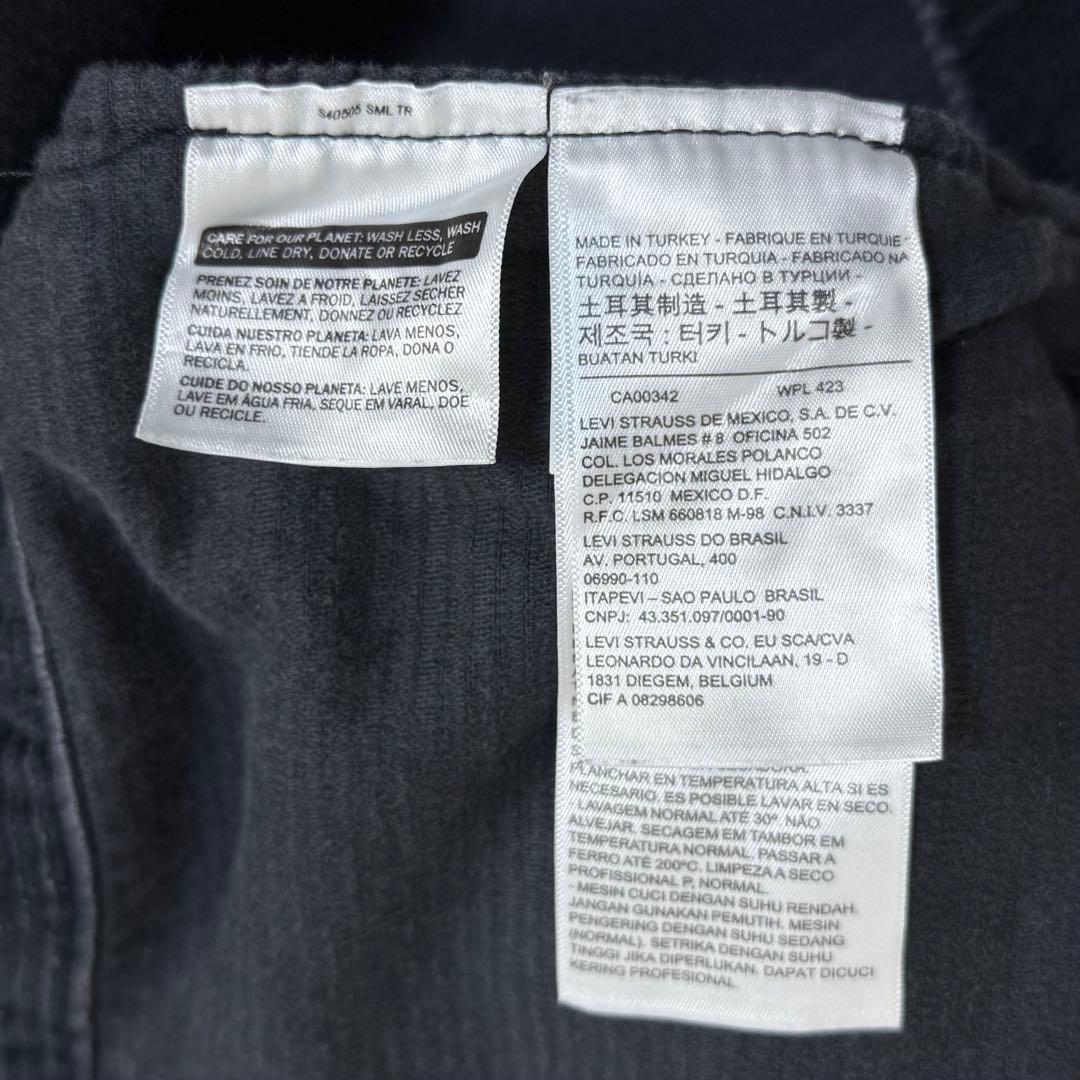 S40505 SML TR
CARE FOR OUR PLANET: WASH LESS, WASH
COLD, LINE DRY, DONATE OR RECYCLE
PRENEZ SOIN DE NOTRE PLANETE: LAVEZ
MOINS, LAVEZ A FROID, LAISSEZ SECHER
NATURELLEMENT, DONNEZ OU RECYCLEZ
CUIDA NUESTRO PLANETA: LAVA MENOS,
LAVA EN FRIO, TIENDE LA ROPA, DONA O
RECICLA.
CUIDE DO NOSSO PLANETA: LAVE MENOS,
LAVE EM ÁGUA FRIA, SEQUE EM VARAL, DOE
OU RECICLE.
MADE IN TURKEY - FABRIQUE EN TURQUIE -
FABRICADO EN TURQUIA - FABRICADO NA
TURQUÍA - СДЕЛАНО В ТУРЦИИ -
土耳其制造 - 土耳其製 -
제조국 : 터키 - トルコ製 -
BUATAN TURKI
CA00342 WPL 423
LEVI STRAUSS DE MEXICO, S.A. DE C.V.
JAIME BALMES # 8 OFICINA 502
COL. LOS MORALES POLANCO
DELEGACION MIGUEL HIDALGO
C.P. 11510 MEXICO D.F.
R.F.C. LSM 660818 M-98 C.N.I.V. 3337
LEVI STRAUSS DO BRASIL
AV. PORTUGAL, 400
06990-110
ITAPEVI – SAO PAULO BRASIL
CNPJ: 43.351.097/0001-90
LEVI STRAUSS & CO. EU SCA/CVA
LEONARDO DA VINCILAAN, 19 - D
1831 DIEGEM, BELGIUM
CIF A 08298606
PLANCHAR EN TEMPERATURA ALTA SI ES
NECESARIO. ES POSIBLE LAVAR EN SECO.
- LAVAGEM NORMAL ATÉ 30° NÃO
ALVEJAR. SECAGEM EM TAMBOR EM
TEMPERATURA NORMAL. PASSAR A
FERRO ATÉ 200ºC. LIMPEZA A SECO
PROFISSIONAL P, NORMAL.
- MESIN CUCI DENGAN SUHU RENDAH.
JANGAN GUNAKAN PEMUTIH. MESIN
PENGERING DENGAN SUHU SEDANG
(NORMAL). SETRIKA DENGAN SUHU
TINGGI JIKA DIPERLUKAN. DAPAT DICUCI
KERING PROFESIONAL.